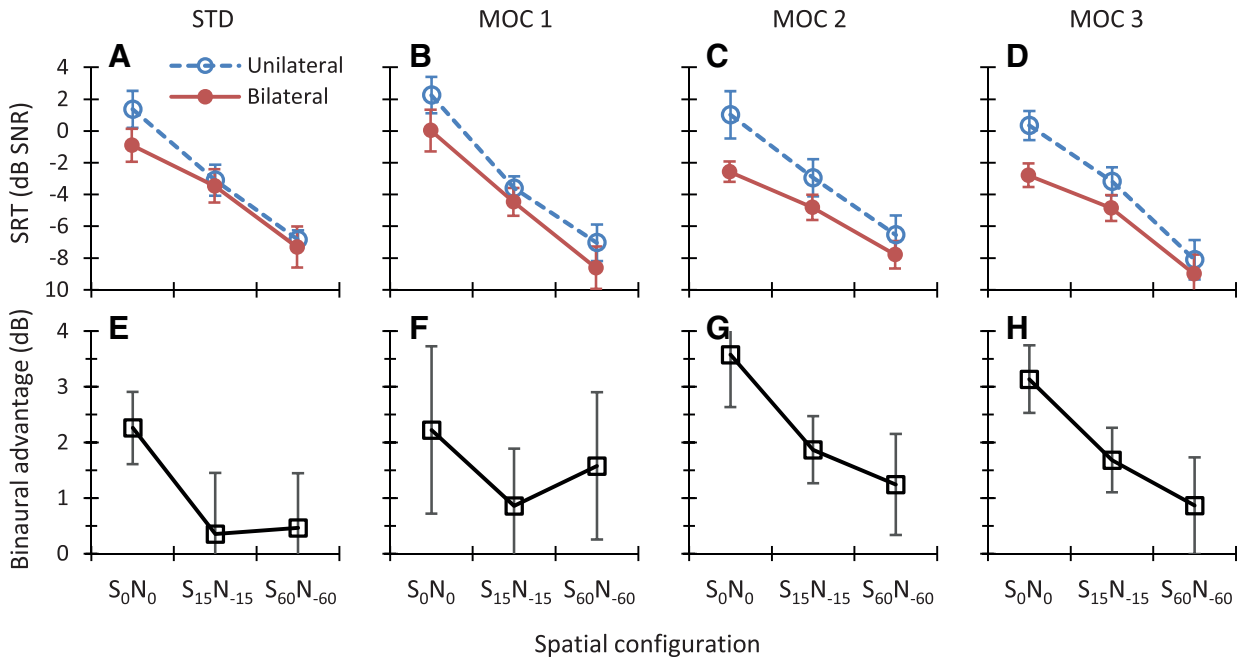 STD MOC 1 MOC 2 MOC 3
A B C D
Unilateral
Bilateral
SRT (dB SNR)
4
2
0
-2
-4
-6
-8
10
E F G H
Binaural advantage (dB)
4
3
2
1
0
S0N0 S15N-15 S60N-60 S0N0 S15N-15 S60N-60 S0N0 S15N-15 S60N-60 S0N0 S15N-15 S60N-60
Spatial configuration